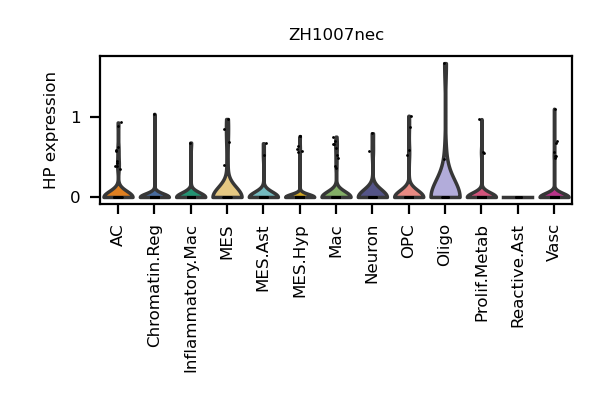 ZH1007nec
HP expression
1
0
AC
Chromatin.Reg
Inflammatory.Mac
MES
MES.Ast
MES.Hyp
Mac
Neuron
OPC
Oligo
Prolif.Metab
Reactive.Ast
Vasc